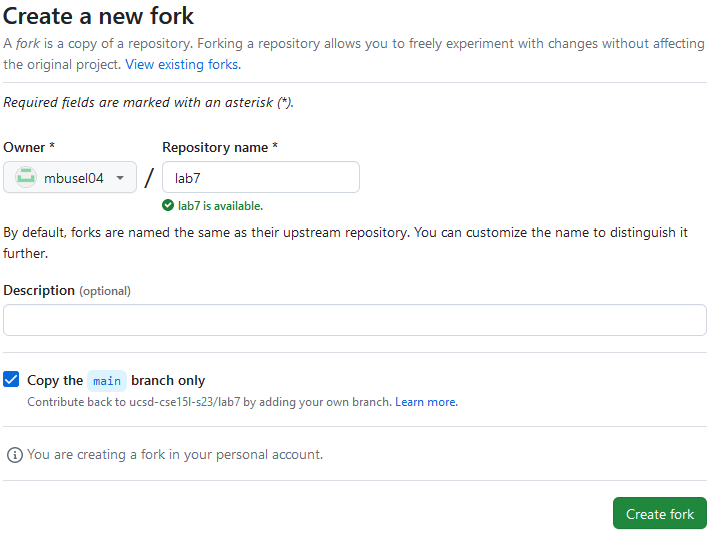 Create a new fork
A fork is a copy of a repository. Forking a repository allows you to freely experiment with changes without affecting
the original project. View existing forks.
Required fields are marked with an asterisk (*).
Owner * Repository name *
mbusel04 / lab7
lab7 is available.
By default, forks are named the same as their upstream repository. You can customize the name to distinguish it
further.
Description (optional)
Copy the main branch only
Contribute back to ucsd-cse15l-s23/lab7 by adding your own branch. Learn more.
You are creating a fork in your personal account.
Create fork